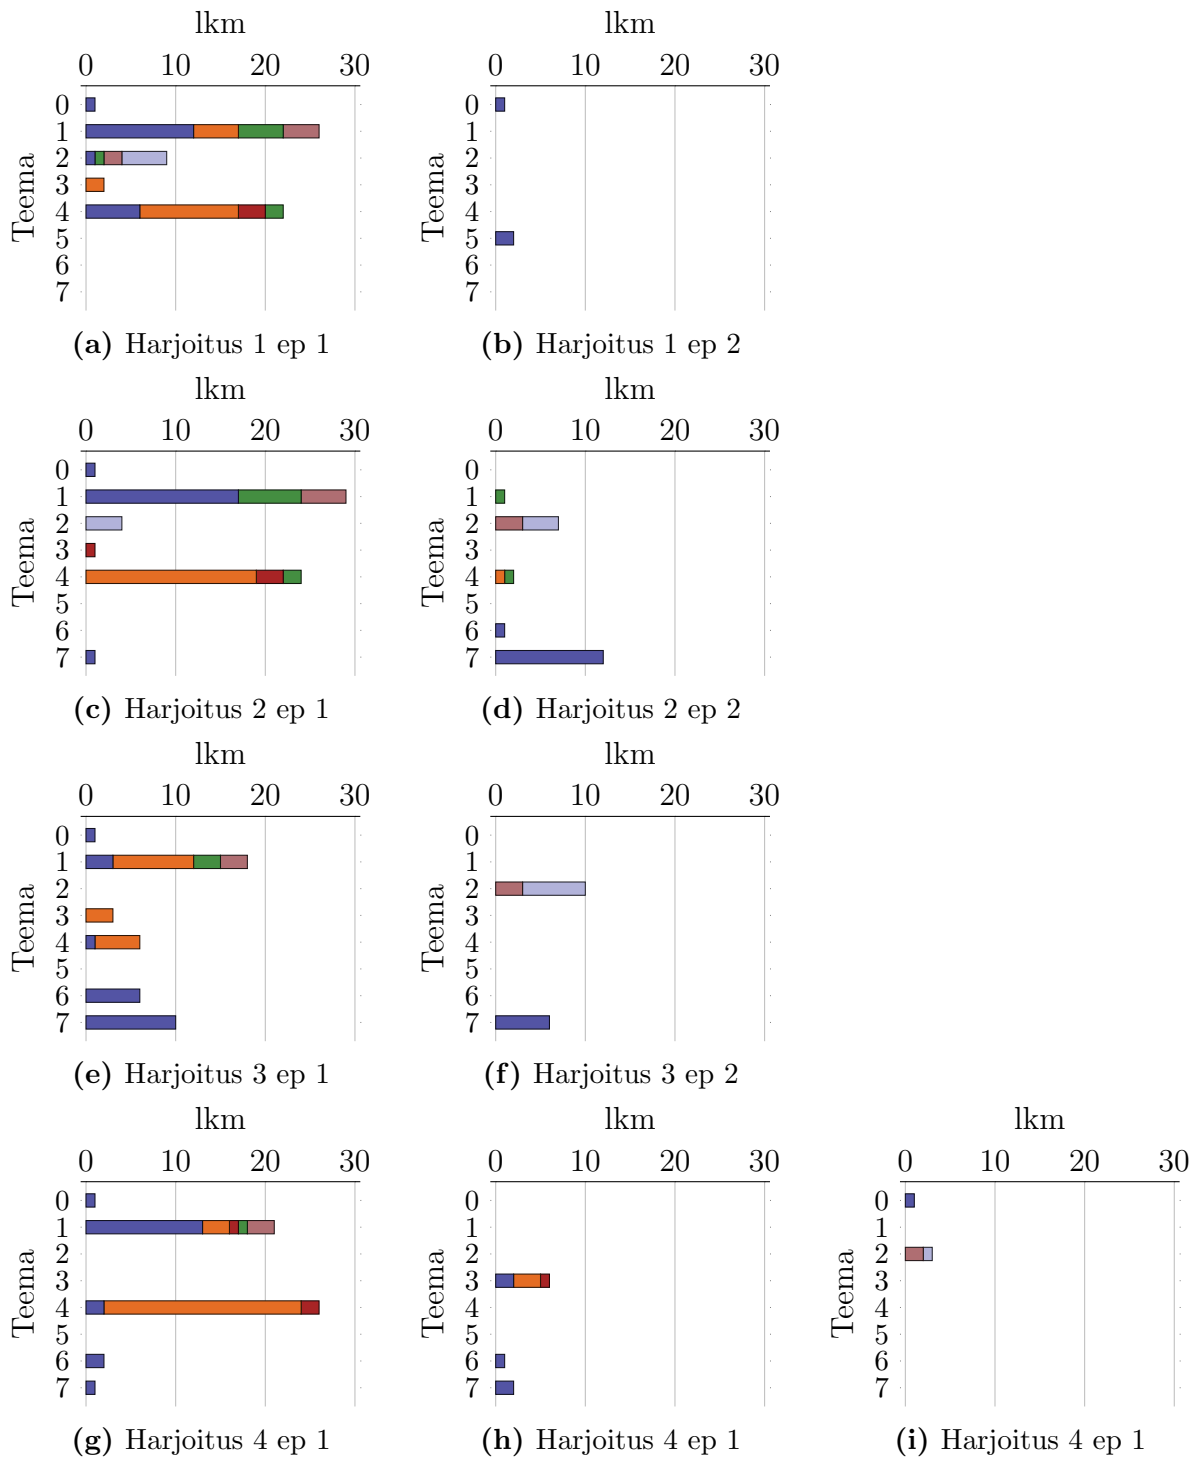 lkm lkm
0 10 20 30 0 10 20 30
0 0
1 1
2 2
3 3
4 4
5 5
6 6
7 7
Teema Teema
(a) Harjoitus 1 ep 1 (b) Harjoitus 1 ep 2
lkm lkm
0 10 20 30 0 10 20 30
0 0
1 1
2 2
3 3
4 4
5 5
6 6
7 7
Teema Teema
(c) Harjoitus 2 ep 1 (d) Harjoitus 2 ep 2
lkm lkm
0 10 20 30 0 10 20 30
0 0
1 1
2 2
3 3
4 4
5 5
6 6
7 7
Teema Teema
(e) Harjoitus 3 ep 1 (f) Harjoitus 3 ep 2
lkm lkm lkm
0 10 20 30 0 10 20 30 0 10 20 30
0 0 0
1 1 1
2 2 2
3 3 3
4 4 4
5 5 5
6 6 6
7 7 7
Teema Teema Teema
(g) Harjoitus 4 ep 1 (h) Harjoitus 4 ep 1 (i) Harjoitus 4 ep 1